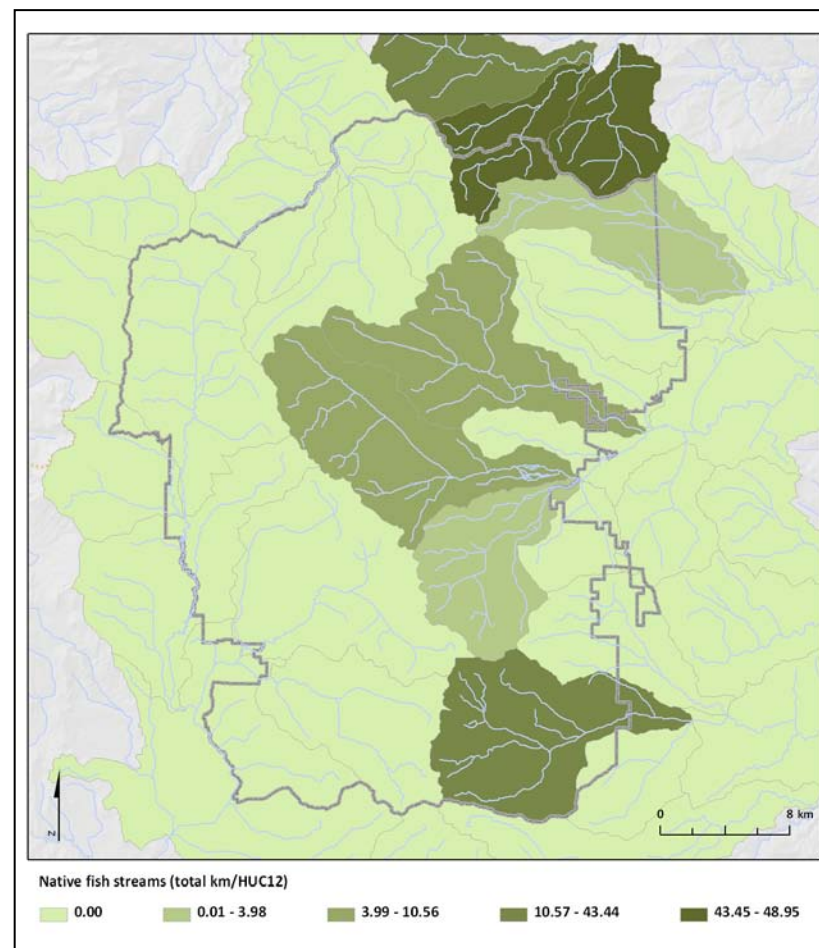 N
0 8 km
Native fish streams (total km/HUC12)
0.00 0.01 - 3.98 3.99 - 10.56 10.57 - 43.44 43.45 - 48.95